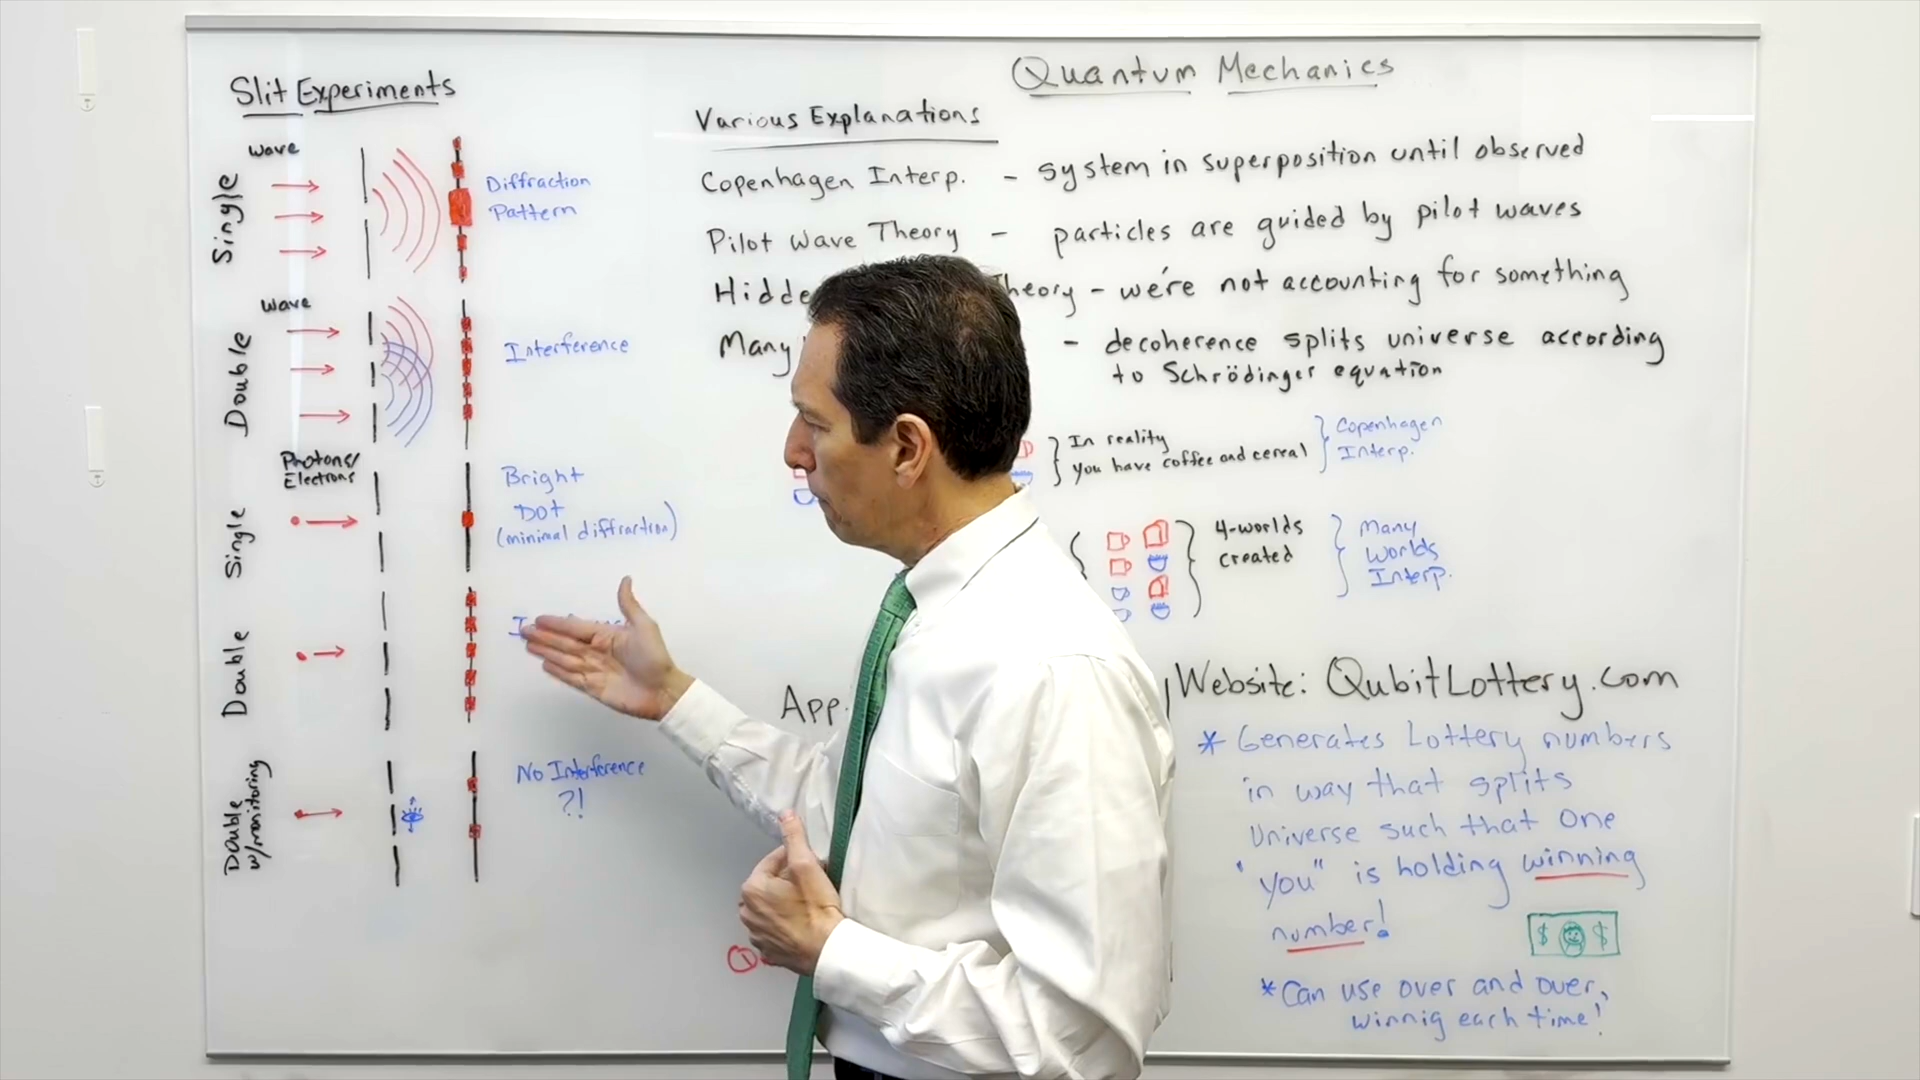 Quantum Mechanics
Slit Experiments
Single
wave
Diffraction
Pattern
Double
wave
Interference
Single
Photons/
Electrons
Bright
DOT
(minimal diffraction)
Double
Double
w/monitoring
No Interference
?!
Various Explanations
Copenhagen Interp. - system in superposition until observed
Pilot Wave Theory - particles are guided by pilot waves
Theory - we're not accounting for something
Many - decoherence splits universe according
to Schrödinger equation
In reality
you have coffee and cereal
Copenhagen
Interp.
4-worlds
created
Many
Worlds
Interp.
App. Website: QubitLottery.com
* Generates Lottery numbers
in way that splits
Universe such that one
"you" is holding winning
number!
$ $
*Can use over and over,
winnig each time!